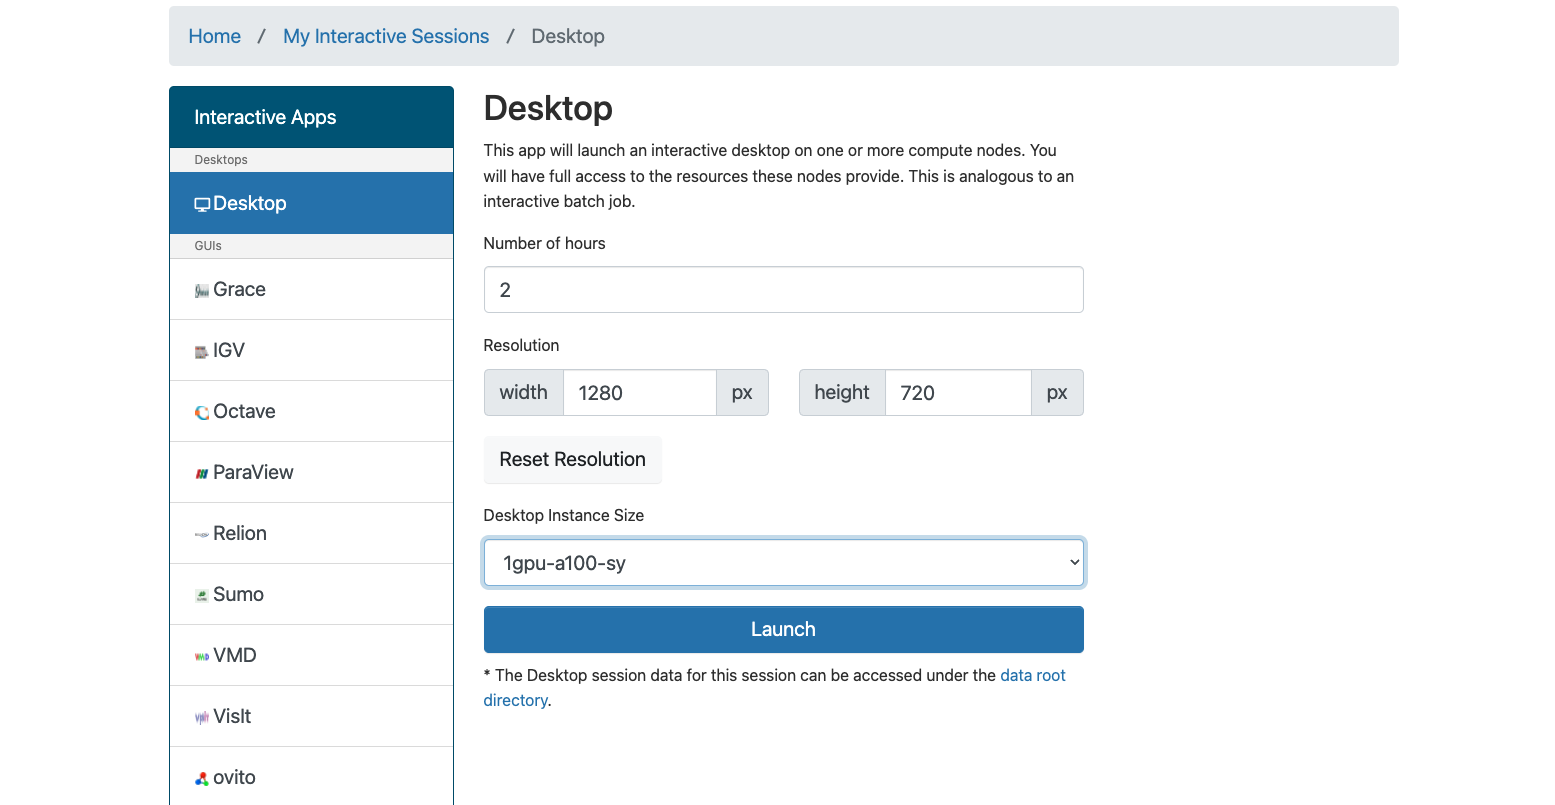 Home / My Interactive Sessions / Desktop
Interactive Apps
Desktops
Desktop
GUIs
Grace
IGV
Octave
ParaView
Relion
Sumo
VMD
VisIt
ovito
Desktop
This app will launch an interactive desktop on one or more compute nodes. You
will have full access to the resources these nodes provide. This is analogous to an
interactive batch job.
Number of hours
2
Resolution
width 1280 px height 720 px
Reset Resolution
Desktop Instance Size
1gpu-a100-sy
Launch
* The Desktop session data for this session can be accessed under the data root
directory.